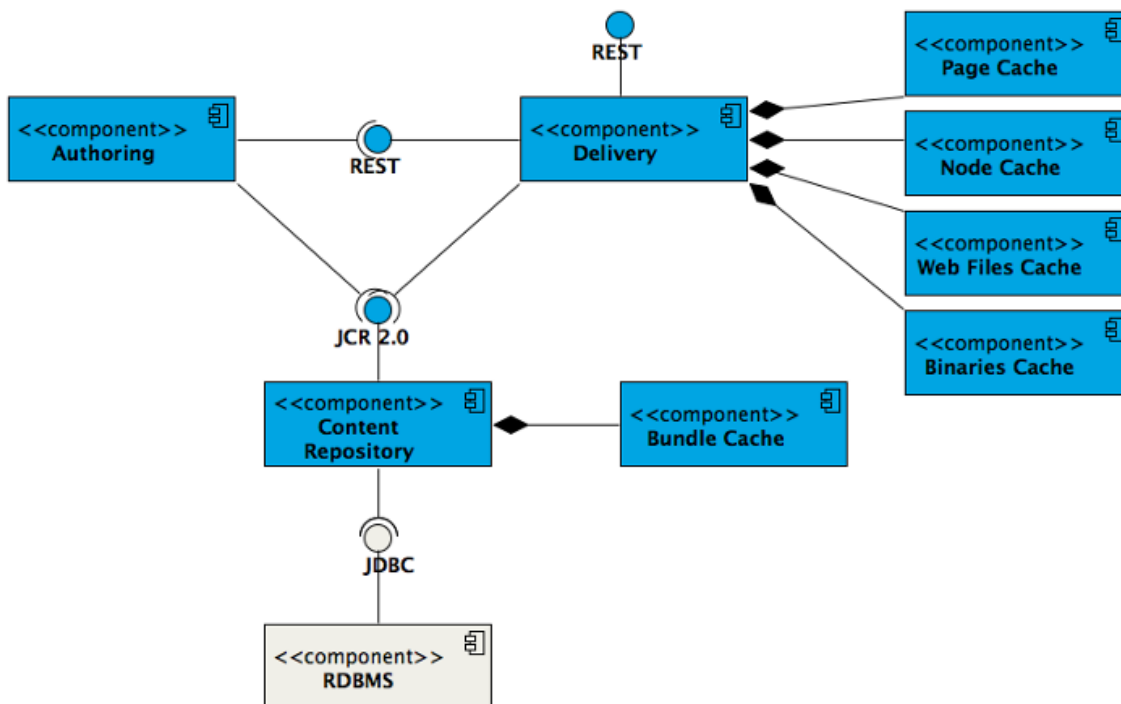 REST
<<component>>
Page Cache
<<component>>
Authoring
REST
<<component>>
Delivery
<<component>>
Node Cache
<<component>>
Web Files Cache
<<component>>
Binaries Cache
JCR 2.0
<<component>>
Content
Repository
<<component>>
Bundle Cache
JDBC
<<component>>
RDBMS